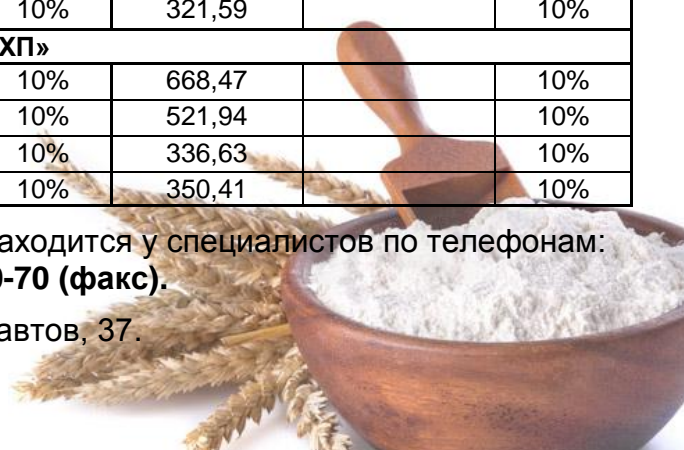 10% 321,59 10%
ХП»
10% 668,47 10%
10% 521,94 10%
10% 336,63 10%
10% 350,41 10%
аходится у специалистов по телефонам:
-70 (факс).
автов, 37.